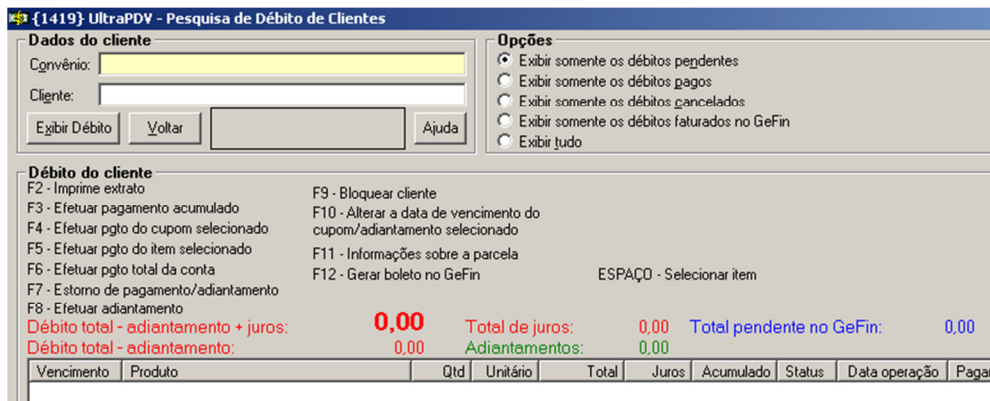 {1419} UltraPDV - Pesquisa de Débito de Clientes
Dados do cliente
Convênio:
Cliente:
Exibir Débito
Voltar
Ajuda
Opções
Exibir somente os débitos pendentes
Exibir somente os débitos pagos
Exibir somente os débitos cancelados
Exibir somente os débitos faturados no GeFin
Exibir tudo
Débito do cliente
F2 - Imprime extrato
F3 - Efetuar pagamento acumulado
F4 - Efetuar pgto do cupom selecionado
F5 - Efetuar pgto do item selecionado
F6 - Efetuar pgto total da conta
F7 - Estorno de pagamento/adiantamento
F8 - Efetuar adiantamento
F9 - Bloquear cliente
F10 - Alterar a data de vencimento do
cupom/adiantamento selecionado
F11 - Informações sobre a parcela
F12 - Gerar boleto no GeFin
ESPAÇO - Selecionar item
Débito total - adiantamento + juros: 0,00 Total de juros: 0,00 Total pendente no GeFin: 0,00
Débito total - adiantamento: 0,00 Adiantamentos: 0,00
Vencimento Produto Qtd Unitário Total Juros Acumulado Status Data operação